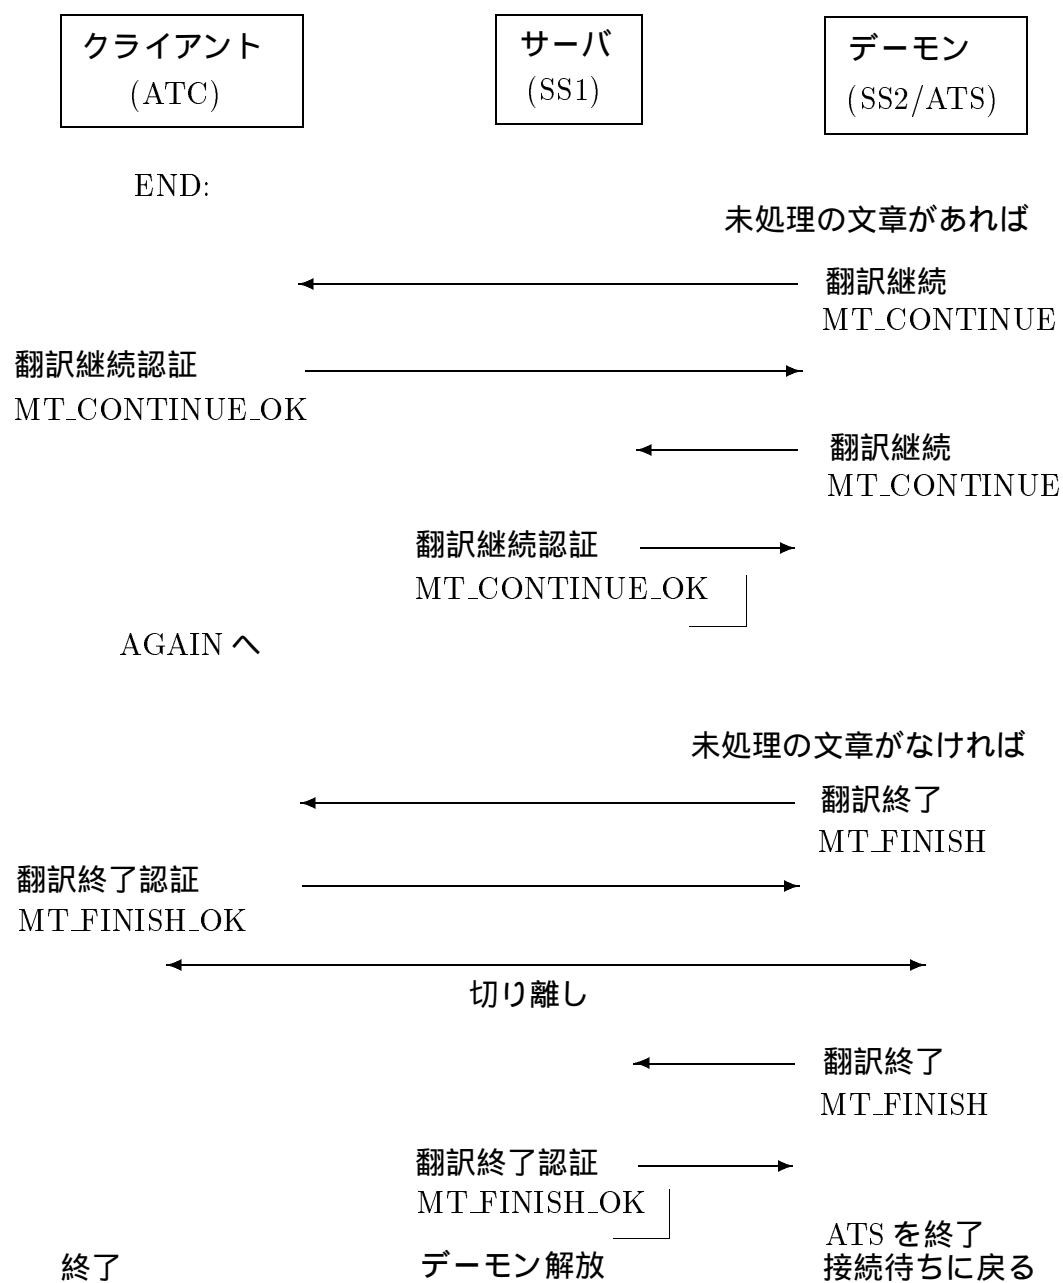 クライアント
(ATC)
サーバ
(SS1)
デーモン
(SS2/ATS)
END:
未処理の文章があれば
翻訳継続
MT_CONTINUE
翻訳継続認証
MT_CONTINUE_OK
翻訳継続
MT_CONTINUE
翻訳継続認証
MT_CONTINUE_OK
AGAIN へ
未処理の文章がなければ
翻訳終了
MT_FINISH
翻訳終了認証
MT_FINISH_OK
切り離し
翻訳終了
MT_FINISH
翻訳終了認証
MT_FINISH_OK
ATS を終了
終了
デーモン解放
接続待ちに戻る